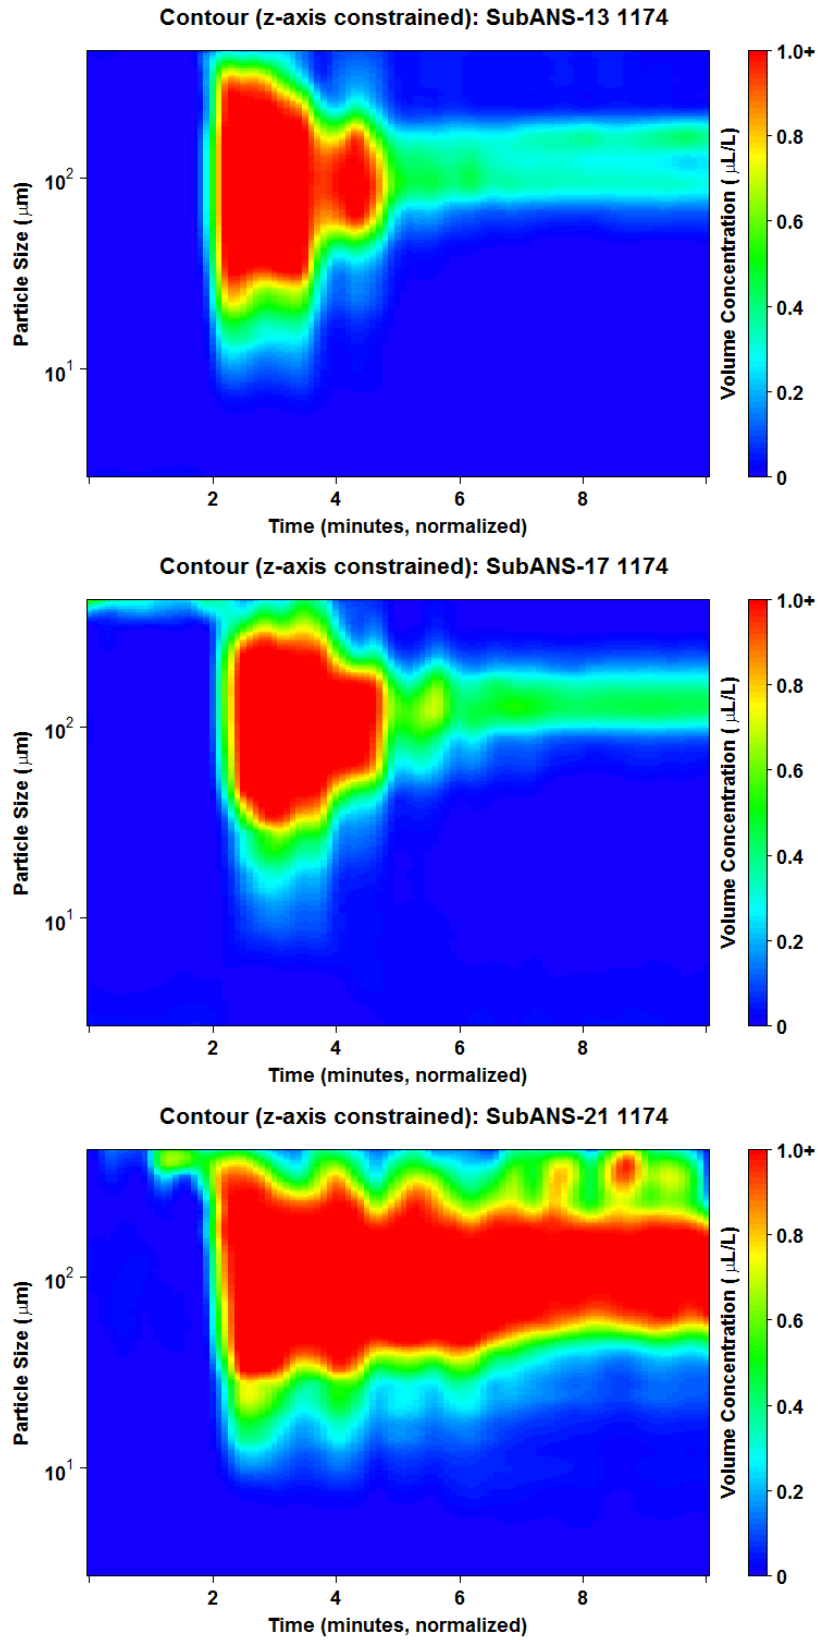 Contour (z-axis constrained): SubANS-13 1174
1.0+
0.8
0.6
0.4
0.2
0
Volume Concentration ( μL/L)
Particle Size ( μm)
10²
10¹
2 4 6 8
Time (minutes, normalized)
Contour (z-axis constrained): SubANS-17 1174
1.0+
0.8
0.6
0.4
0.2
0
Volume Concentration ( μL/L)
Particle Size ( μm)
10²
10¹
2 4 6 8
Time (minutes, normalized)
Contour (z-axis constrained): SubANS-21 1174
1.0+
0.8
0.6
0.4
0.2
0
Volume Concentration ( μL/L)
Particle Size ( μm)
10²
10¹
2 4 6 8
Time (minutes, normalized)